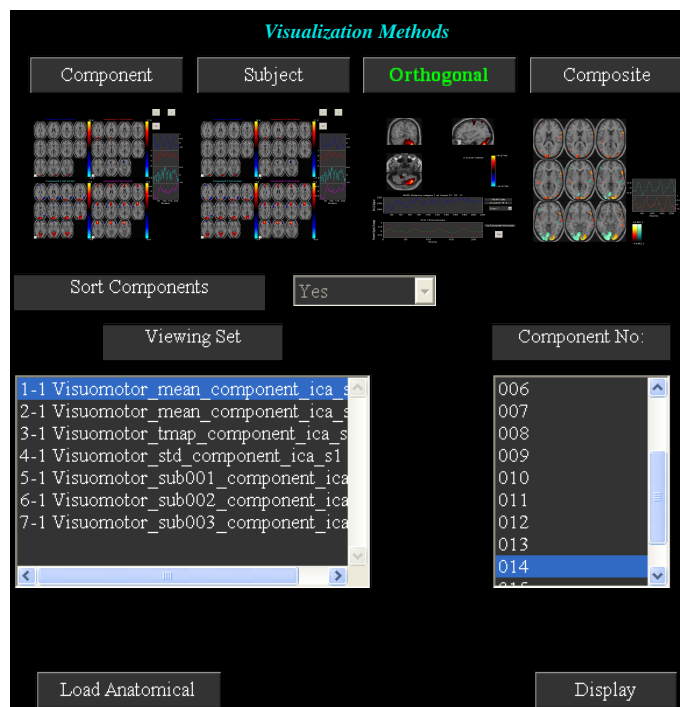 Visualization Methods
Component Subject Orthogonal Composite
Sort Components Yes
Viewing Set Component No:
1-1 Visuomotor_mean_component_ica_s
2-1 Visuomotor_mean_component_ica_s
3-1 Visuomotor_tmap_component_ica_s
4-1 Visuomotor_std_component_ica_s1
5-1 Visuomotor_sub001_component_ica
6-1 Visuomotor_sub002_component_ica
7-1 Visuomotor_sub003_component_ica
006
007
008
009
010
011
012
013
014
Load Anatomical Display